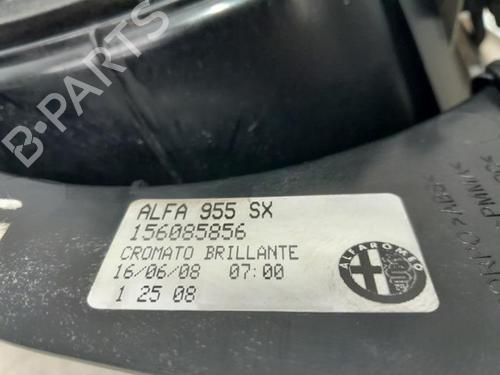 B-PARTS
ALFA 955 SX
156085856
CROMATO BRILLANTE
16/06/08 07:00
1 25 08
ALFA ROMEO